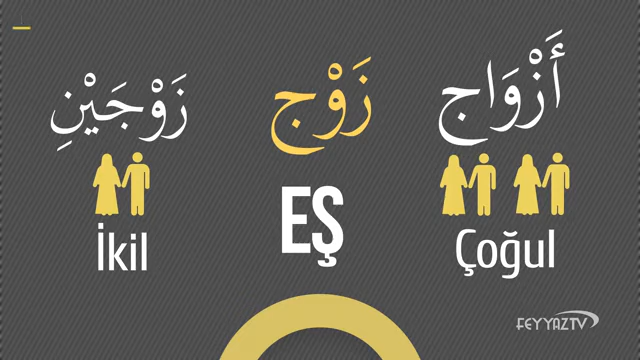 أَزْوَاج
زَوْج
زَوْجَيْنِ
İkil
EŞ
Çoğul
FEYYAZTV